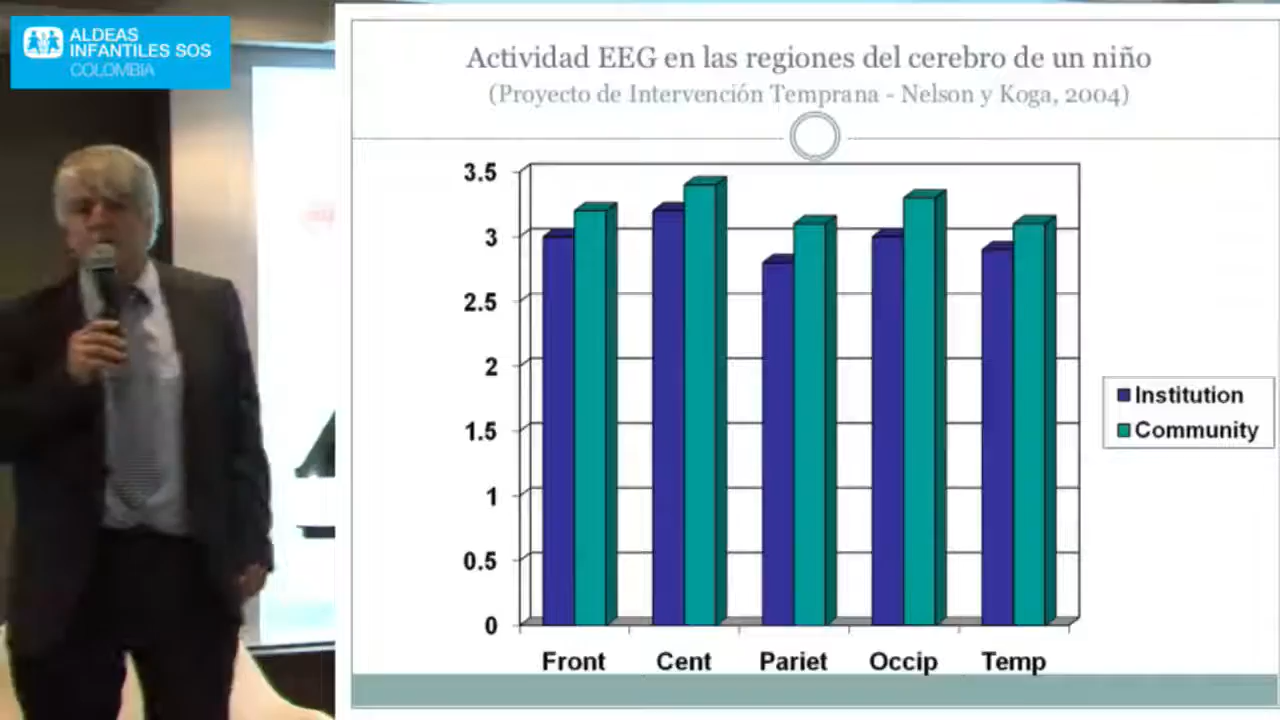 ALDEAS
INFANTILES SOS
COLOMBIA
Actividad EEG en las regiones del cerebro de un niño
(Proyecto de Intervención Temprana - Nelson y Koga, 2004)
3.5
3
2.5
2
1.5
1
0.5
0
Front Cent Pariet Occip Temp
Institution
Community